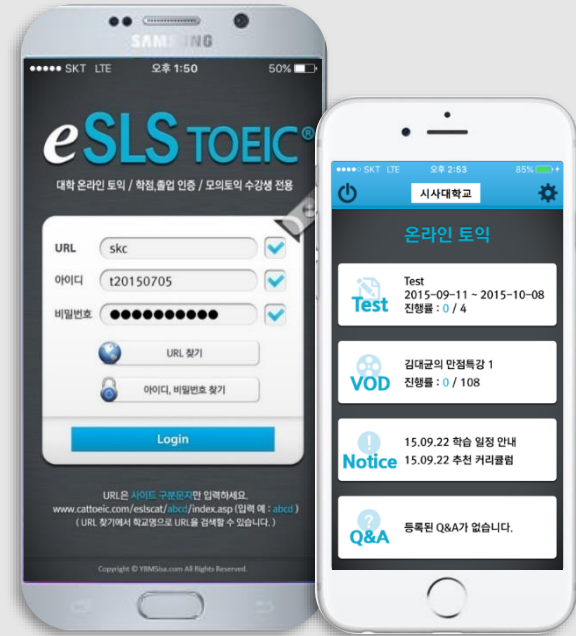 SAMSUNG
SKT LTE 오후 1:50 50%
eSLS TOEIC®
대학 온라인 토익 / 학점,졸업 인증 / 모의토익 수강생 전용
URL skc
아이디 t20150705
비밀번호 ●●●●●●●●●●
URL 찾기
아이디, 비밀번호 찾기
Login
URL은 사이트 구분문자만 입력하세요.
www.cattoeic.com/eslscat/abcd/index.asp (입력 예 : abcd )
( URL 찾기에서 학교명으로 URL을 검색할 수 있습니다. )
Copyright © YBMSisa.com All Rights Reserved.
SKT LTE 오후 2:53 85%
시사대학교
온라인 토익
Test
Test
2015-09-11 ~ 2015-10-08
진행률 : 0 / 4
VOD
김대균의 만점특강 1
진행률 : 0 / 108
Notice
15.09.22 학습 일정 안내
15.09.22 추천 커리큘럼
Q&A
등록된 Q&A가 없습니다.